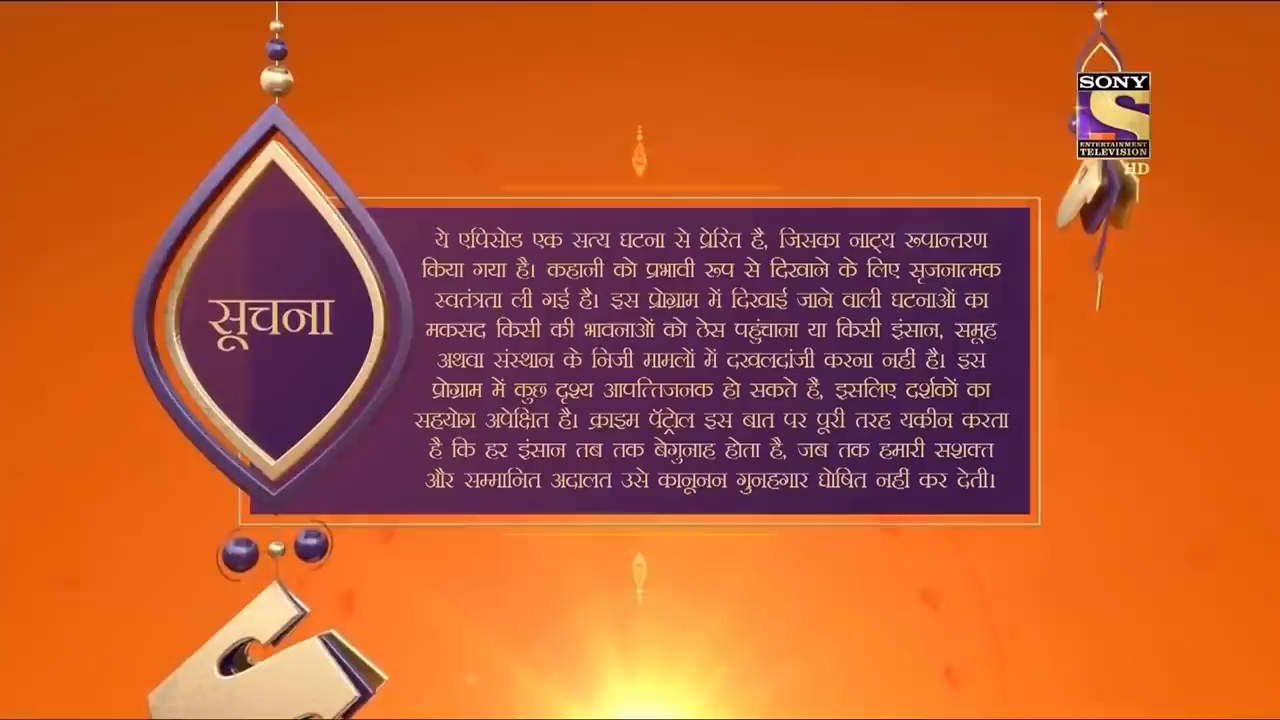 सूचना
ये एपिसोड एक सत्य घटना से प्रेरित है, जिसका नाट्य रूपान्तरण
किया गया है। कहानी को प्रभावी रूप से दिखाने के लिए सृजनात्मक
स्वतंत्रता ली गई है। इस प्रोग्राम में दिखाई जाने वाली घटनाओं का
मकसद किसी की भावनाओं को ठेस पहुंचाना या किसी इंसान, समूह
अथवा संस्थान के निजी मामलों में दखलदांजी करना नहीं है। इस
प्रोग्राम में कुछ दृश्य आपत्तिजनक हो सकते हैं, इसलिए दर्शकों का
सहयोग अपेक्षित है। क्राइम पॅट्रोल इस बात पर पूरी तरह यकीन करता
है कि हर इंसान तब तक बेगुनाह होता है, जब तक हमारी सशक्त
और सम्मानित अदालत उसे कानूनन गुनहगार घोषित नहीं कर देती।
SONY
ENTERTAINMENT
TELEVISION
HD